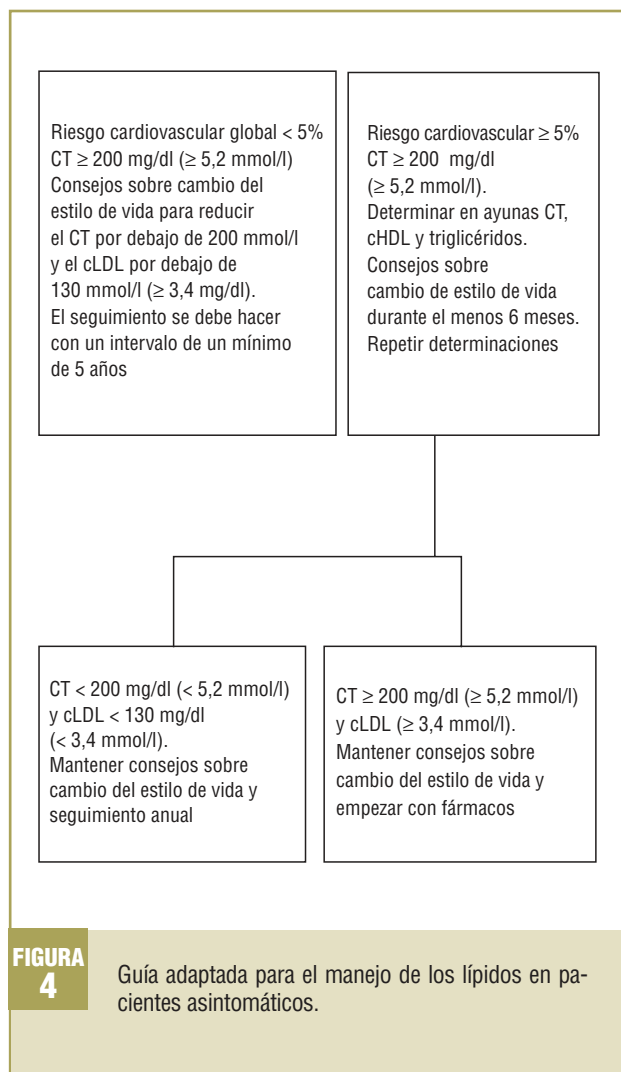 Riesgo cardiovascular global < 5%
CT ≥ 200 mg/dl (≥ 5,2 mmol/l)
Consejos sobre cambio del
estilo de vida para reducir
el CT por debajo de 200 mmol/l
y el cLDL por debajo de
130 mmol/l (≥ 3,4 mg/dl).
El seguimiento se debe hacer
con un intervalo de un mínimo
de 5 años
Riesgo cardiovascular ≥ 5%
CT ≥ 200 mg/dl
(≥ 5,2 mmol/l).
Determinar en ayunas CT,
cHDL y triglicéridos.
Consejos sobre
cambio de estilo de vida
durante el menos 6 meses.
Repetir determinaciones
CT < 200 mg/dl (< 5,2 mmol/l)
y cLDL < 130 mg/dl
(< 3,4 mmol/l).
Mantener consejos sobre
cambio del estilo de vida y
seguimiento anual
CT ≥ 200 mg/dl (≥ 5,2 mmol/l)
y cLDL (≥ 3,4 mmol/l).
Mantener consejos sobre
cambio del estilo de vida y
empezar con fármacos
FIGURA
4
Guía adaptada para el manejo de los lípidos en pa-
cientes asintomáticos.